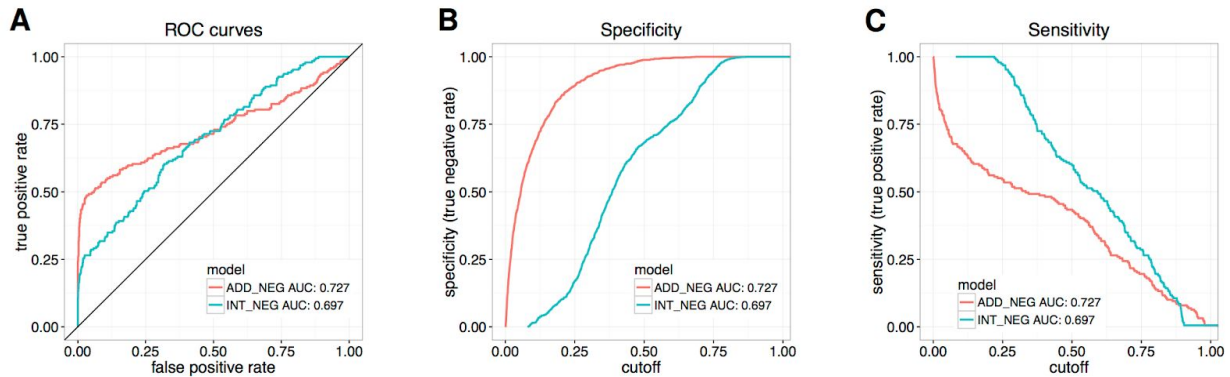 A
ROC curves
true positive rate
1.00
0.75
0.50
0.25
0.00
model
ADD_NEG AUC: 0.727
INT_NEG AUC: 0.697
0.00 0.25 0.50 0.75 1.00
false positive rate
B
Specificity
specificity (true negative rate)
1.00
0.75
0.50
0.25
0.00
model
ADD_NEG AUC: 0.727
INT_NEG AUC: 0.697
0.00 0.25 0.50 0.75 1.00
cutoff
C
Sensitivity
sensitivity (true positive rate)
1.00
0.75
0.50
0.25
0.00
model
ADD_NEG AUC: 0.727
INT_NEG AUC: 0.697
0.00 0.25 0.50 0.75 1.00
cutoff